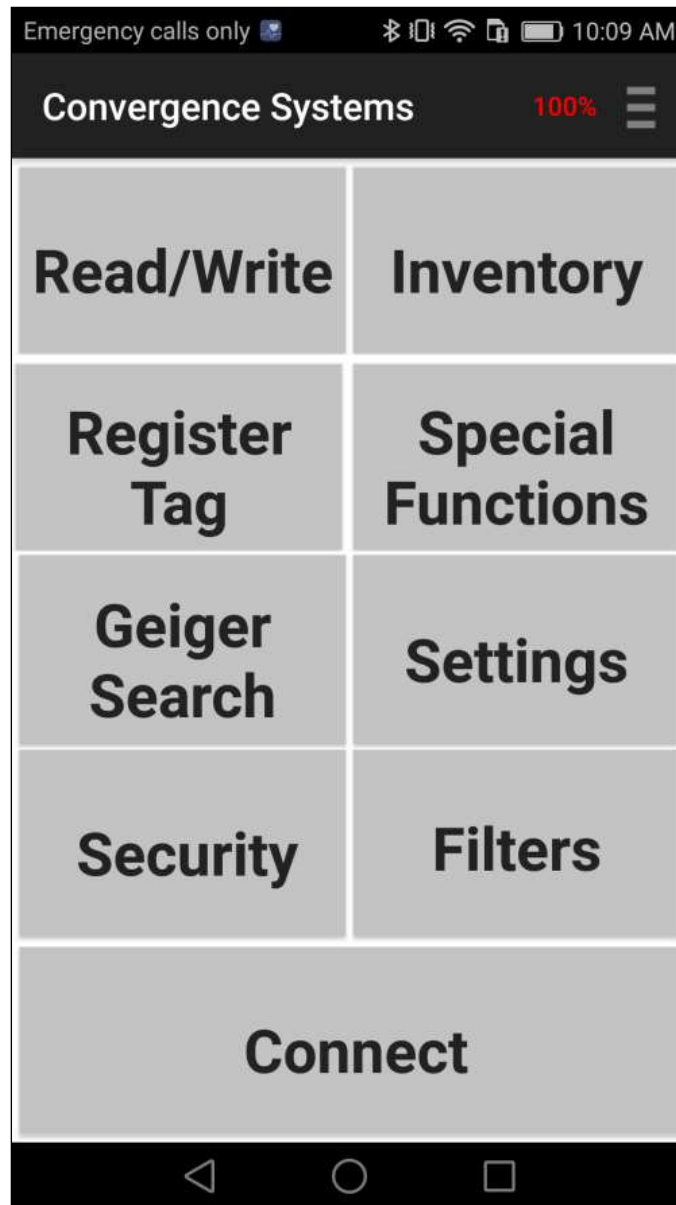 Emergency calls only 10:09 AM
Convergence Systems 100%
Read/Write Inventory
Register
Tag
Special
Functions
Geiger
Search
Settings
Security
Filters
Connect